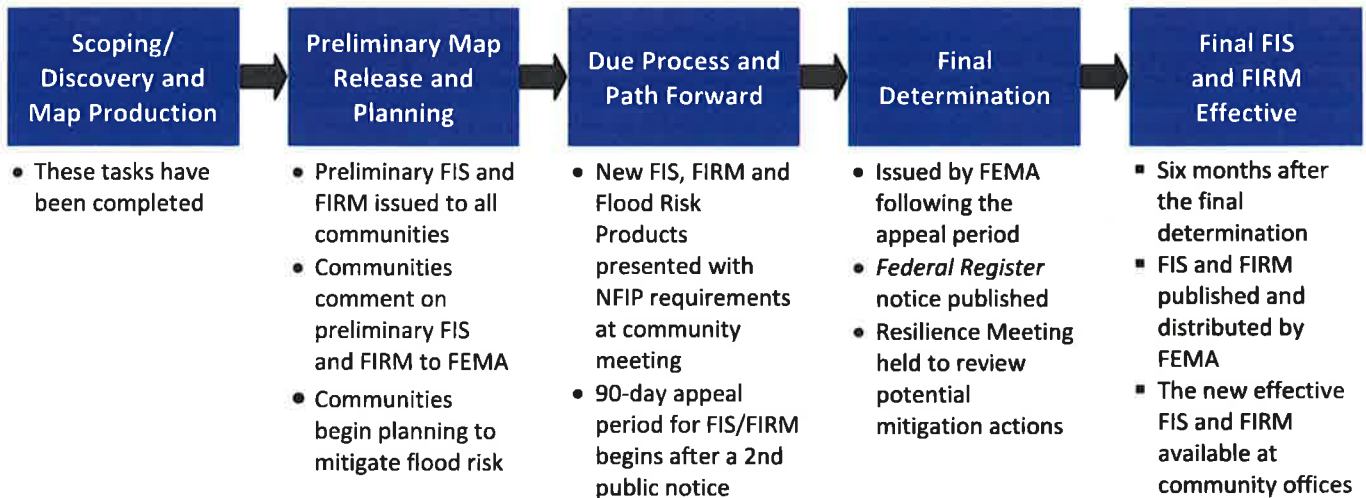 Scoping/
Discovery and
Map Production
• These tasks have
been completed
Preliminary Map
Release and
Planning
• Preliminary FIS and
FIRM issued to all
communities
• Communities
comment on
preliminary FIS
and FIRM to FEMA
• Communities
begin planning to
mitigate flood risk
Due Process and
Path Forward
• New FIS, FIRM and
Flood Risk
Products
presented with
NFIP requirements
at community
meeting
• 90-day appeal
period for FIS/FIRM
begins after a 2nd
public notice
Final
Determination
• Issued by FEMA
following the
appeal period
• Federal Register
notice published
• Resilience Meeting
held to review
potential
mitigation actions
Final FIS
and FIRM
Effective
▪ Six months after
the final
determination
▪ FIS and FIRM
published and
distributed by
FEMA
▪ The new effective
FIS and FIRM
available at
community offices